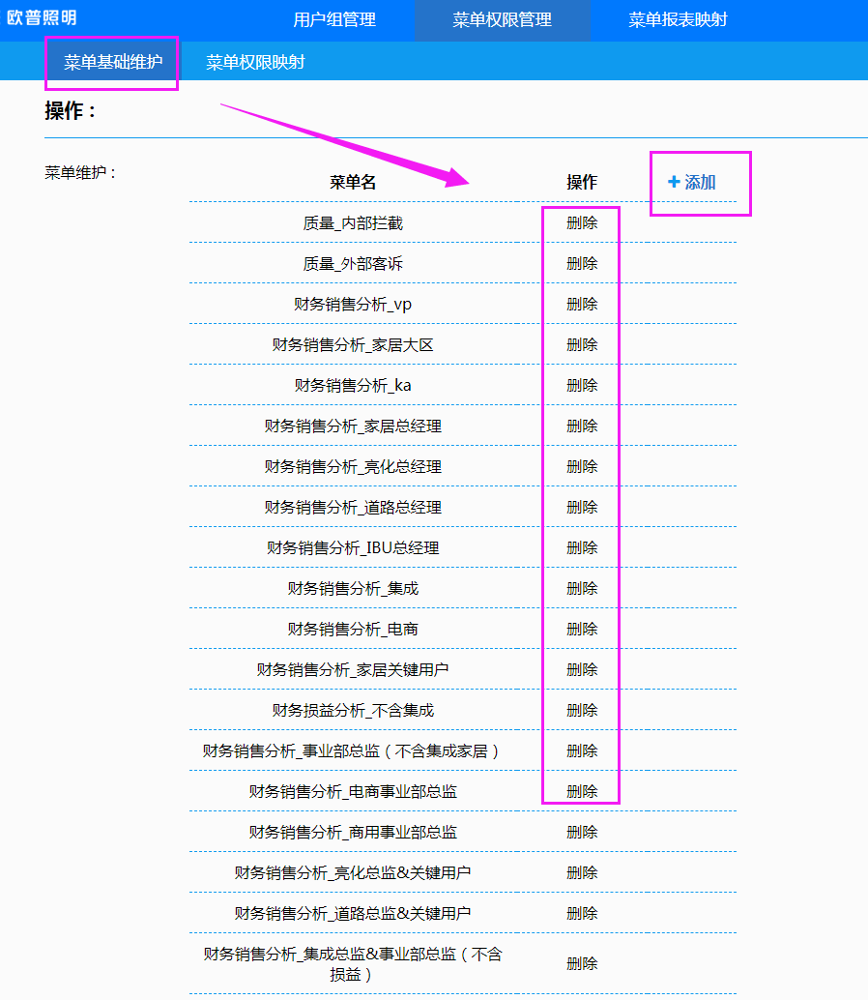 欧普照明 用户组管理 菜单权限管理 菜单报表映射
菜单基础维护 菜单权限映射
操作：
菜单维护： 菜单名 操作 +添加
质量_内部拦截 删除
质量_外部客诉 删除
财务销售分析_vp 删除
财务销售分析_家居大区 删除
财务销售分析_ka 删除
财务销售分析_家居总经理 删除
财务销售分析_亮化总经理 删除
财务销售分析_道路总经理 删除
财务销售分析_IBU总经理 删除
财务销售分析_集成 删除
财务销售分析_电商 删除
财务销售分析_家居关键用户 删除
财务损益分析_不含集成 删除
财务销售分析_事业部总监（不含集成家居） 删除
财务销售分析_电商事业部总监 删除
财务销售分析_商用事业部总监 删除
财务销售分析_亮化总监&关键用户 删除
财务销售分析_道路总监&关键用户 删除
财务销售分析_集成总监&事业部总监（不含
损益） 删除